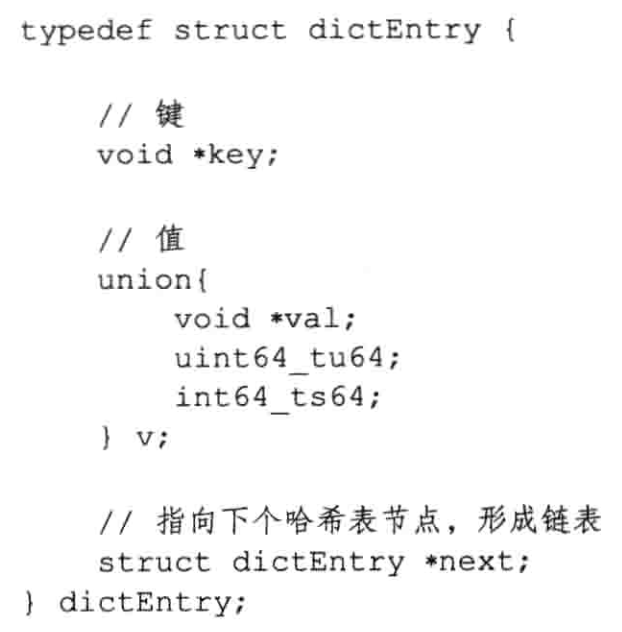 typedef struct dictEntry {
// 键
void *key;
// 值
union{
void *val;
uint64_tu64;
int64_ts64;
} v;
// 指向下个哈希表节点，形成链表
struct dictEntry *next;
} dictEntry;